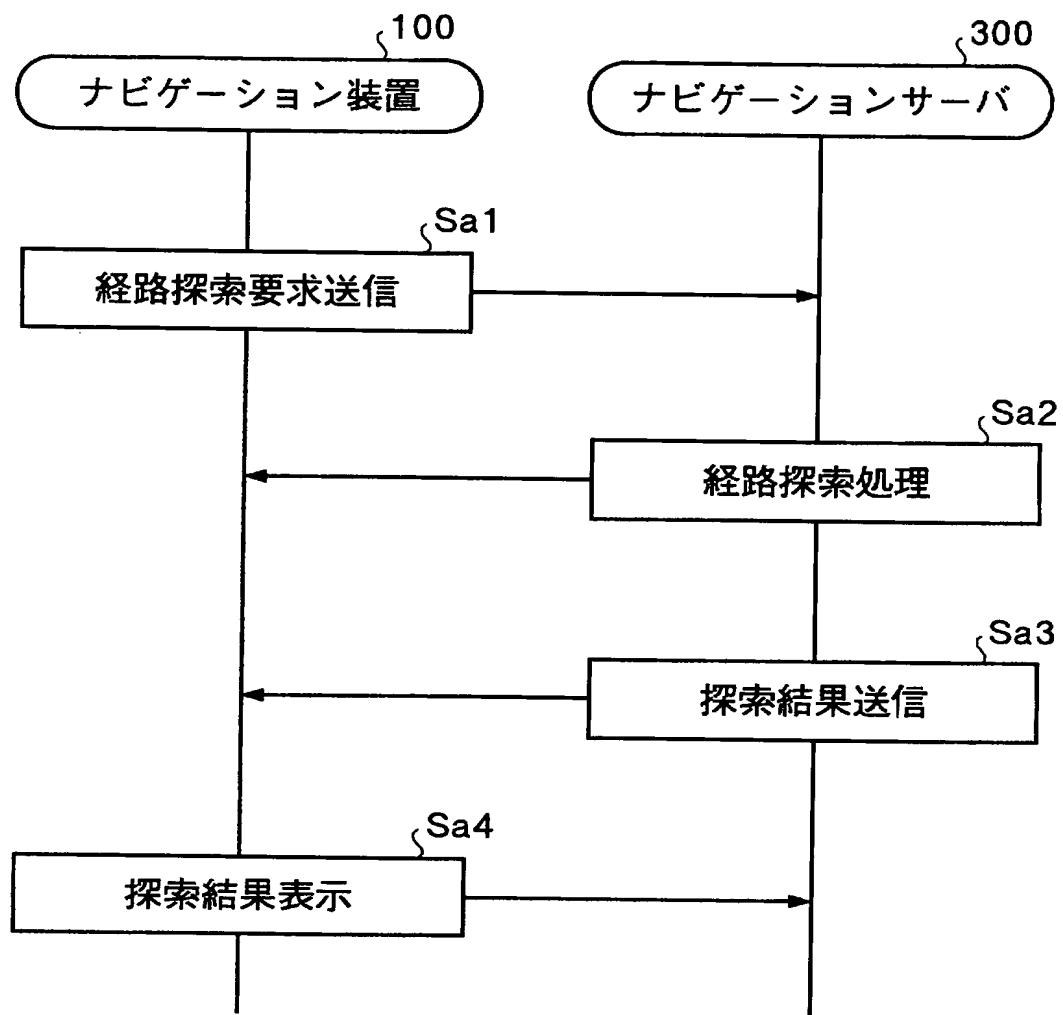 100
ナビゲーション装置
300
ナビゲーションサーバ
Sa1
経路探索要求送信
Sa2
経路探索処理
Sa3
探索結果送信
Sa4
探索結果表示